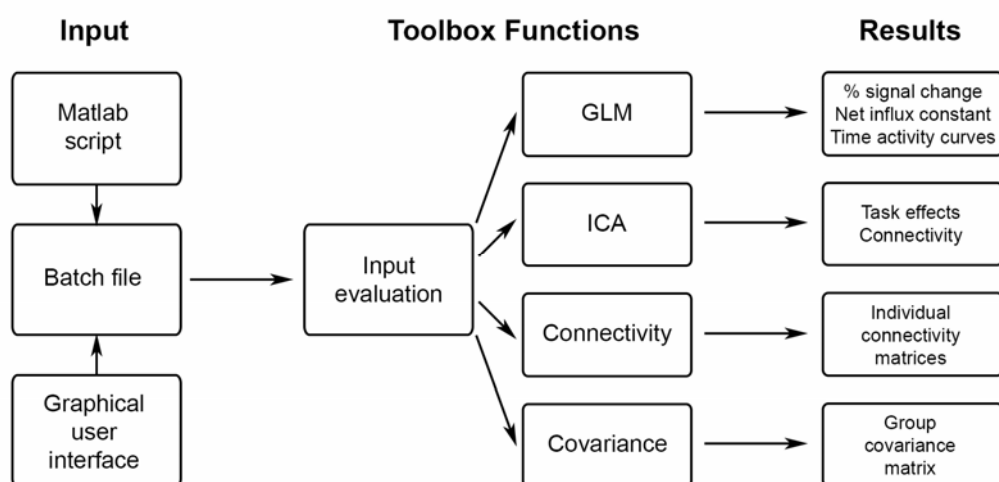 Input
Toolbox Functions
Results
Matlab
script
Batch file
Graphical
user
interface
Input
evaluation
GLM
ICA
Connectivity
Covariance
% signal change
Net influx constant
Time activity curves
Task effects
Connectivity
Individual
connectivity
matrices
Group
covariance
matrix